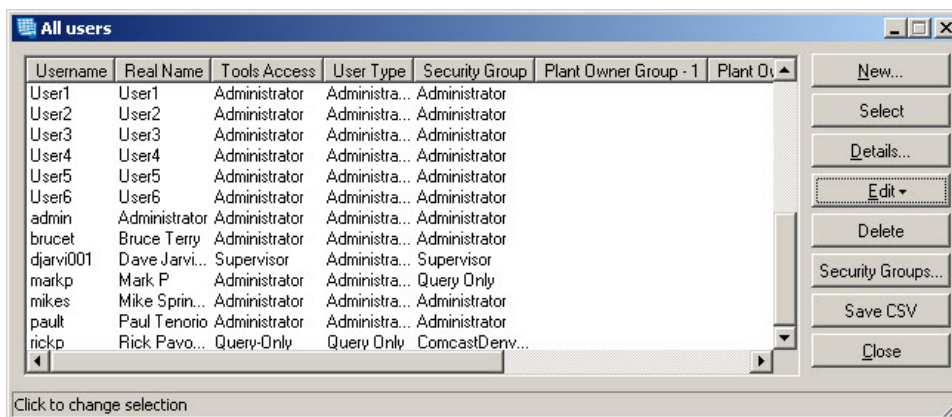 All users
Username Real Name Tools Access User Type Security Group Plant Owner Group - 1 Plant Ow
User1 User1 Administrator Administra... Administrator
User2 User2 Administrator Administra... Administrator
User3 User3 Administrator Administra... Administrator
User4 User4 Administrator Administra... Administrator
User5 User5 Administrator Administra... Administrator
User6 User6 Administrator Administra... Administrator
admin Administrator Administrator Administra... Administrator
brucet Bruce Terry Administrator Administra... Administrator
djarvi001 Dave Jarvi... Supervisor Administra... Supervisor
markp Mark P Administrator Administra... Query Only
mikes Mike Sprin... Administrator Administra... Administrator
pault Paul Tenorio Administrator Administra... Administrator
rickp Rick Pavo... Query-Only Query Only ComcastDenv...
New...
Select
Details...
Edit
Delete
Security Groups...
Save CSV
Close
Click to change selection